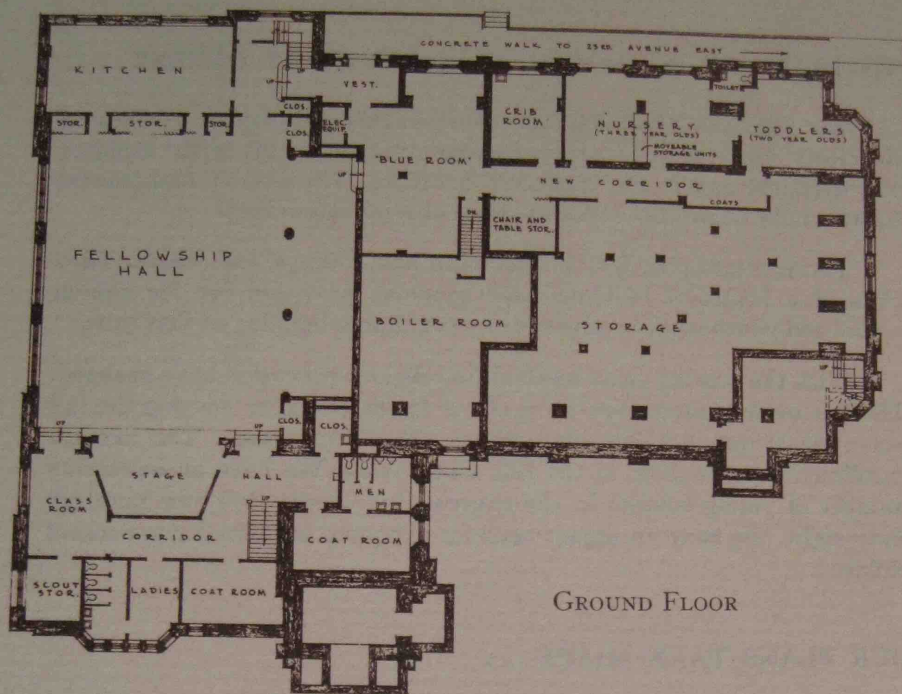 CONCRETE WALK TO 23RD AVENUE EAST
KITCHEN
UP
UP
CLOS.
VEST.
STOR.
STOR.
STOR.
CLOS.
ELEC.
EQUIP.
"BLUE ROOM"
CRIB
ROOM
NURSERY
(THREE YEAR OLDS)
MOVEABLE
STORAGE UNITS
TOILET
TODDLERS
(TWO YEAR OLDS)
NEW CORRIDOR
COATS
DN.
CHAIR AND
TABLE STOR.
FELLOWSHIP
HALL
BOILER ROOM
STORAGE
UP
UP
CLOS.
CLOS.
STAGE
HALL
UP
MEN
CLASS
ROOM
CORRIDOR
COAT ROOM
SCOUT
STOR.
LADIES
COAT ROOM
GROUND FLOOR